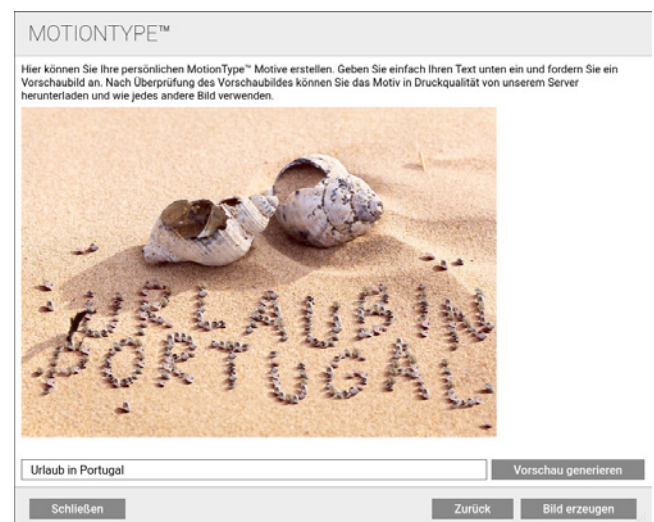 MOTIONTYPE™
Hier können Sie Ihre persönlichen MotionType™ Motive erstellen. Geben Sie einfach Ihren Text unten ein und fordern Sie ein
Vorschaubild an. Nach Überprüfung des Vorschaubildes können Sie das Motiv in Druckqualität von unserem Server
herunterladen und wie jedes andere Bild verwenden.
URLAUB IN
PORTUGAL
Urlaub in Portugal
Vorschau generieren
Schließen
Zurück
Bild erzeugen